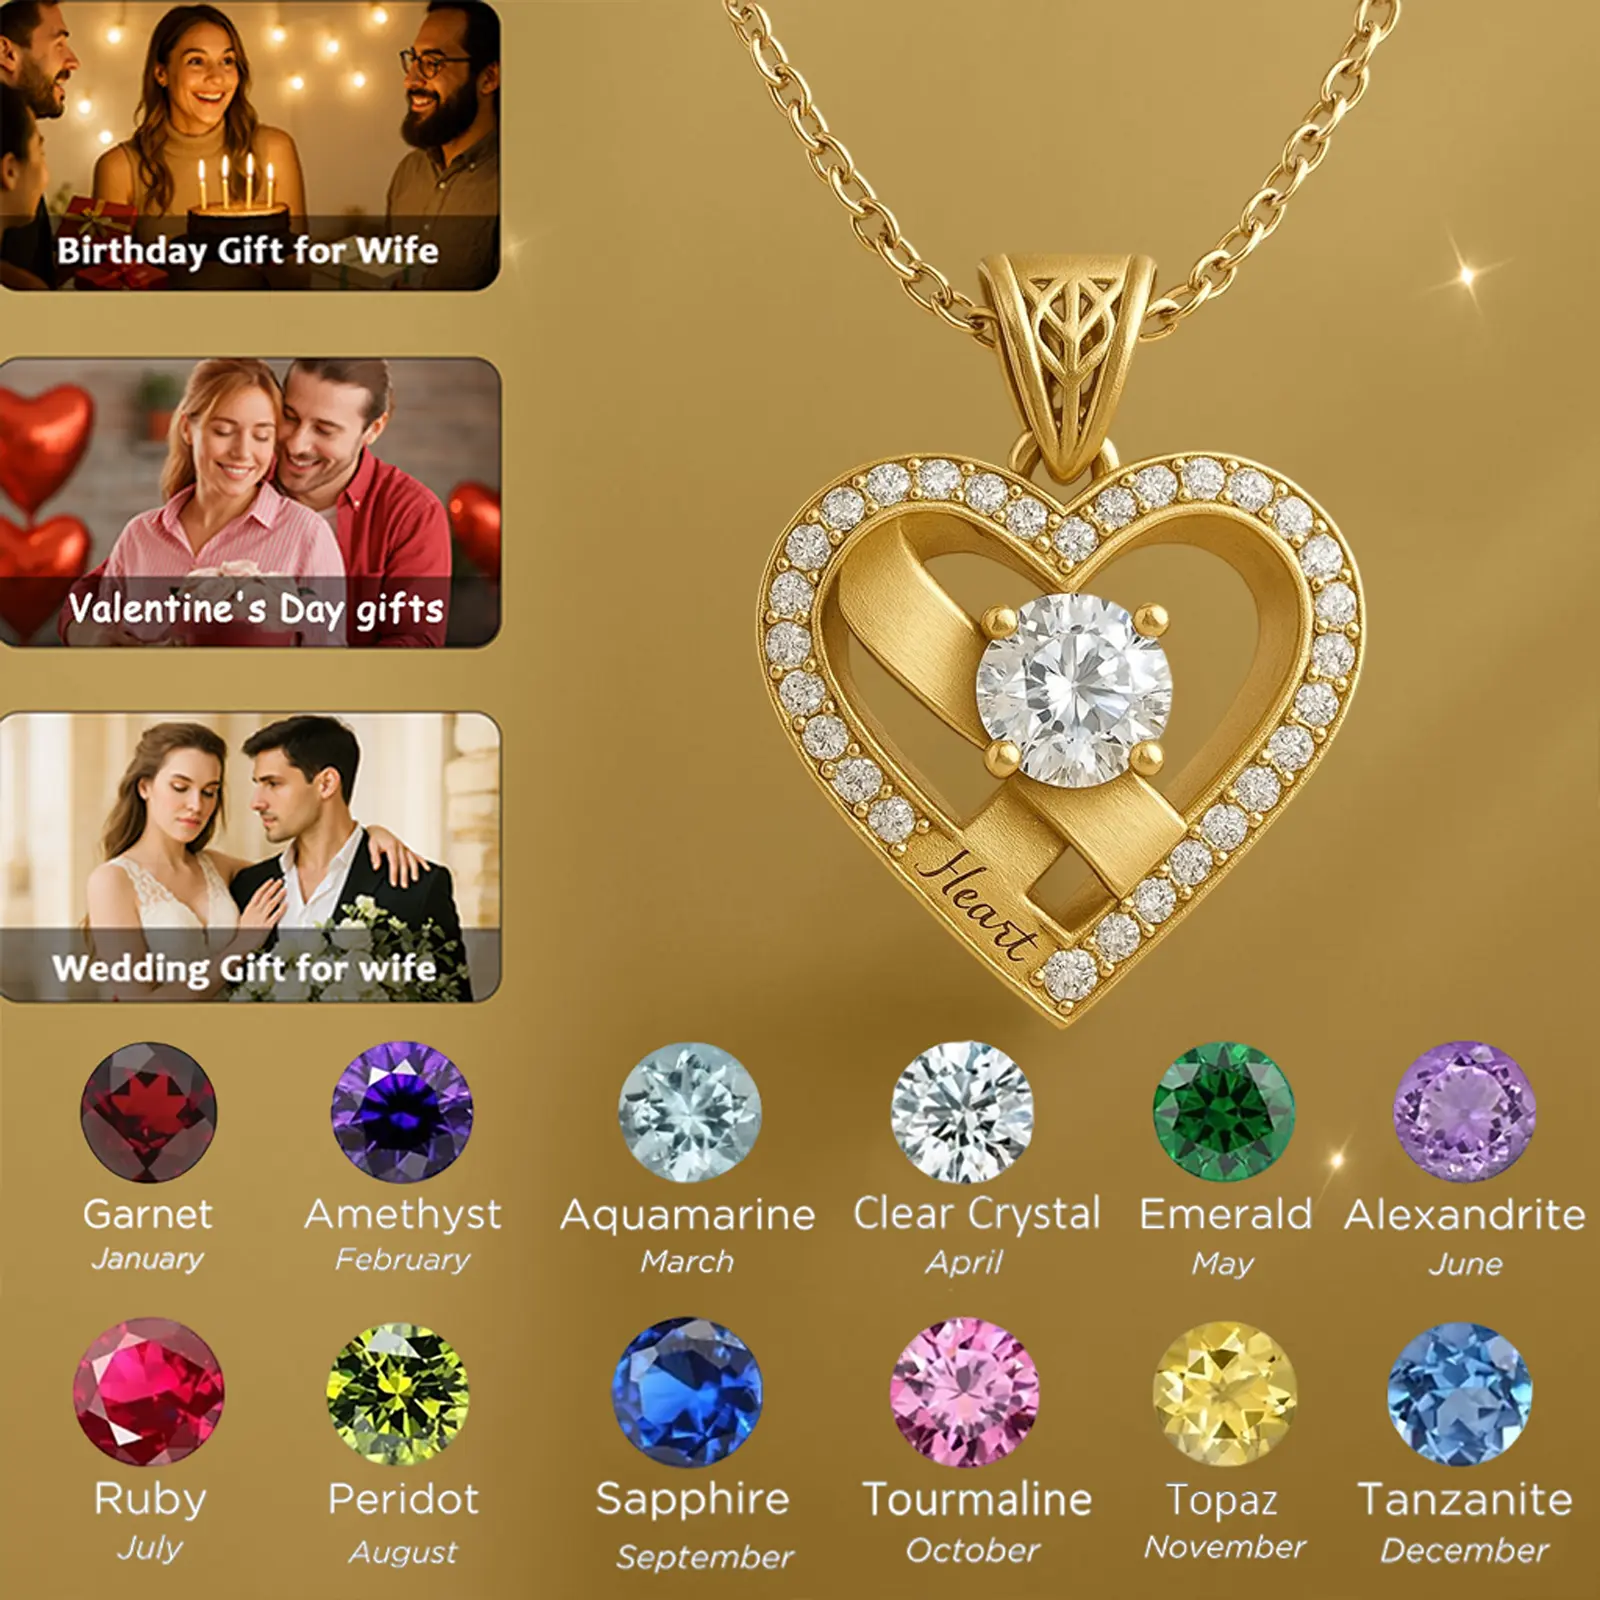 Birthday Gift for Wife
Valentine's Day gifts
Wedding Gift for wife
Heart
Garnet
January
Amethyst
February
Aquamarine
March
Clear Crystal
April
Emerald
May
Alexandrite
June
Ruby
July
Peridot
August
Sapphire
September
Tourmaline
October
Topaz
November
Tanzanite
December